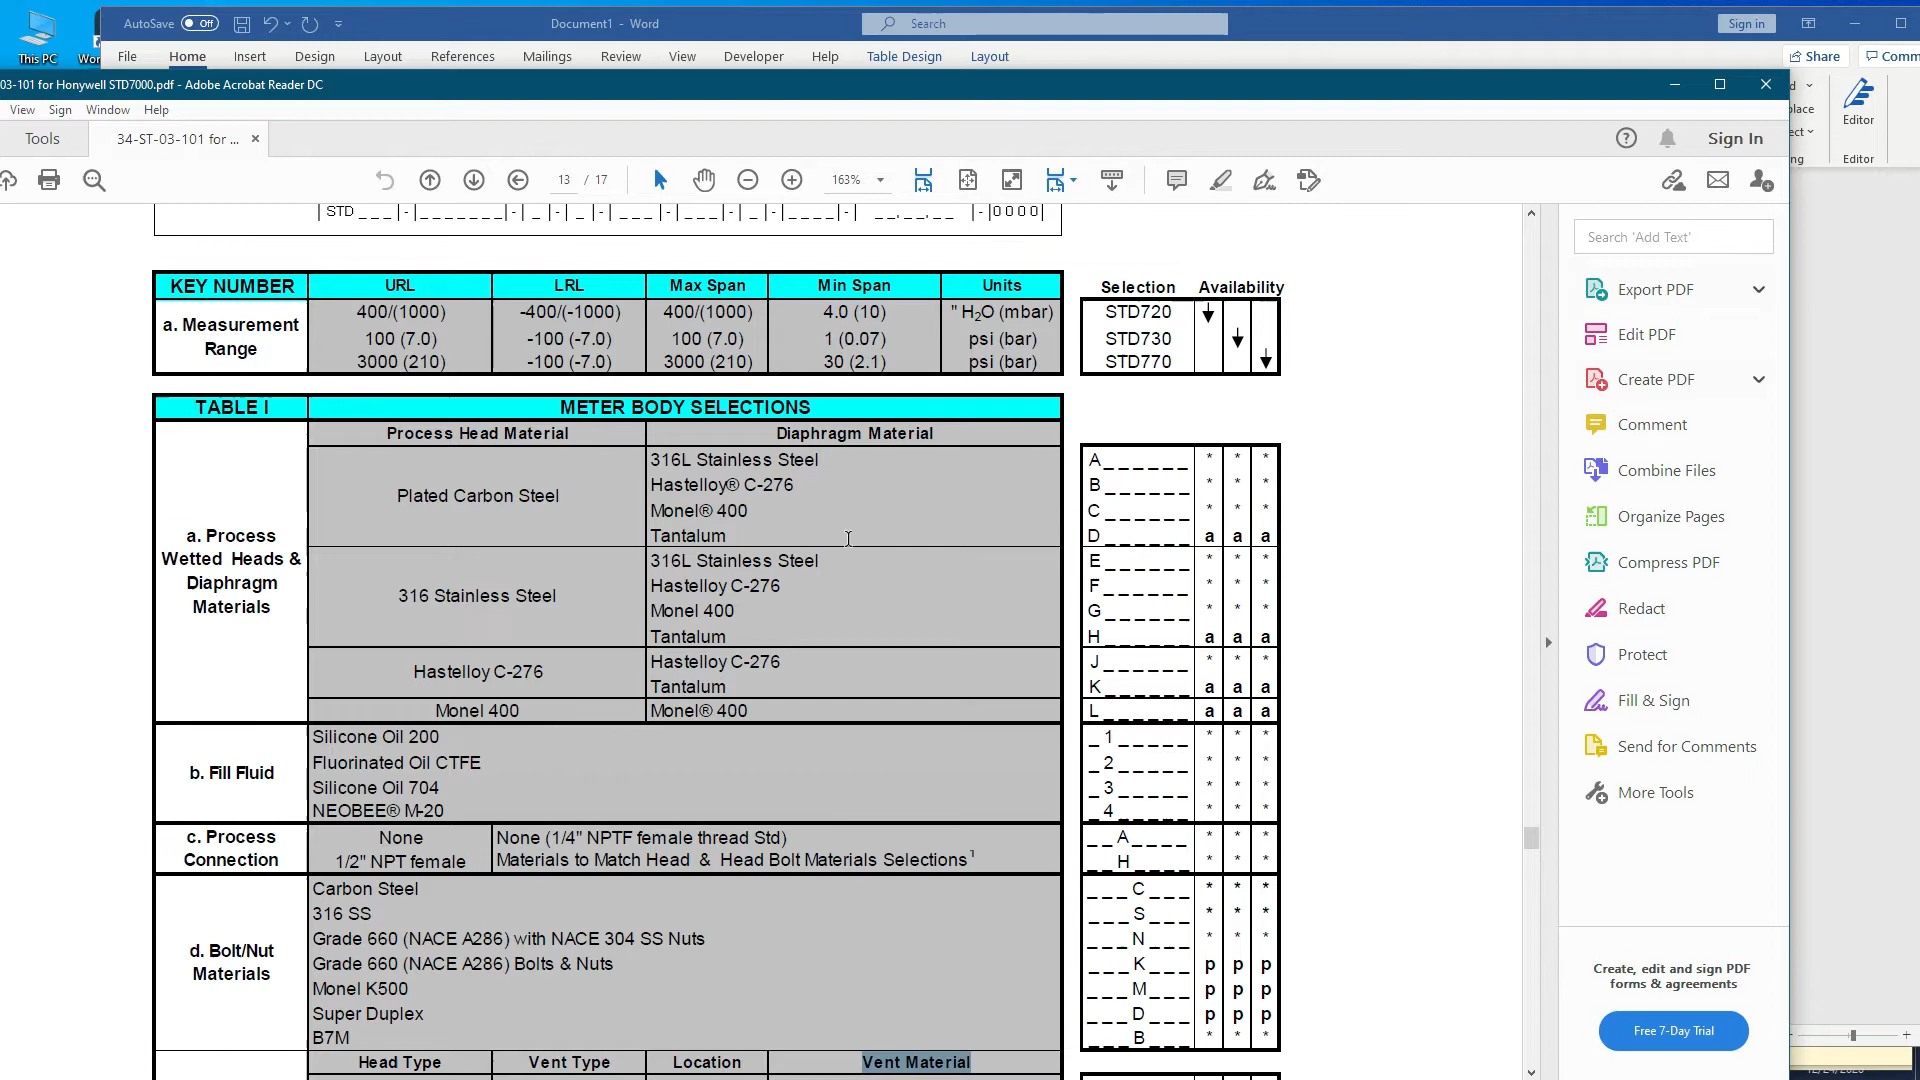 AutoSave Off Document1 - Word Search Sign in
This PC Wor
File Home Insert Design Layout References Mailings Review View Developer Help Table Design Layout Share Comm
03-101 for Honywell STD7000.pdf - Adobe Acrobat Reader DC
View Sign Window Help
Tools 34-ST-03-101 for ... × Sign In
13 / 17 163%
Editor
Editor
STD _ _ _ | - | _ _ _ _ _ _ _ | - | _ | - | _ | - | _ _ _ | - | _ _ _ | - | _ | - | _ _ _ _ | - | _ _ . _ _ . _ _ | - | 0 0 0 0 |
KEY NUMBER URL LRL Max Span Min Span Units Selection Availability
a. Measurement Range
400/(1000) -400/(-1000) 400/(1000) 4.0 (10) " H2O (mbar) STD720
100 (7.0) -100 (-7.0) 100 (7.0) 1 (0.07) psi (bar) STD730
3000 (210) -100 (-7.0) 3000 (210) 30 (2.1) psi (bar) STD770
TABLE I METER BODY SELECTIONS
Process Head Material Diaphragm Material
a. Process
Wetted Heads &
Diaphragm
Materials
Plated Carbon Steel
316L Stainless Steel A _ _ _ _ _ _ * * *
Hastelloy® C-276 B _ _ _ _ _ _ * * *
Monel® 400 C _ _ _ _ _ _ * * *
Tantalum D _ _ _ _ _ _ a a a
316 Stainless Steel
316L Stainless Steel E _ _ _ _ _ _ * * *
Hastelloy C-276 F _ _ _ _ _ _ * * *
Monel 400 G _ _ _ _ _ _ * * *
Tantalum H _ _ _ _ _ _ a a a
Hastelloy C-276
Hastelloy C-276 J _ _ _ _ _ _ * * *
Tantalum K _ _ _ _ _ _ a a a
Monel 400 Monel® 400 L _ _ _ _ _ _ a a a
b. Fill Fluid
Silicone Oil 200 _ 1 _ _ _ _ _ * * *
Fluorinated Oil CTFE _ 2 _ _ _ _ _ * * *
Silicone Oil 704 _ 3 _ _ _ _ _ * * *
NEOBEE® M-20 _ 4 _ _ _ _ _ * * *
c. Process
Connection
None None (1/4" NPTF female thread Std) _ _ A _ _ _ _ * * *
1/2" NPT female Materials to Match Head & Head Bolt Materials Selections1 _ _ H _ _ _ _ * * *
d. Bolt/Nut
Materials
Carbon Steel _ _ _ C _ _ _ * * *
316 SS _ _ _ S _ _ _ * * *
Grade 660 (NACE A286) with NACE 304 SS Nuts _ _ _ N _ _ _ * * *
Grade 660 (NACE A286) Bolts & Nuts _ _ _ K _ _ _ p p p
Monel K500 _ _ _ M _ _ _ p p p
Super Duplex _ _ _ D _ _ _ p p p
B7M _ _ _ B _ _ _ * * *
Head Type Vent Type Location Vent Material
Search 'Add Text'
Export PDF
Edit PDF
Create PDF
Comment
Combine Files
Organize Pages
Compress PDF
Redact
Protect
Fill & Sign
Send for Comments
More Tools
Create, edit and sign PDF
forms & agreements
Free 7-Day Trial